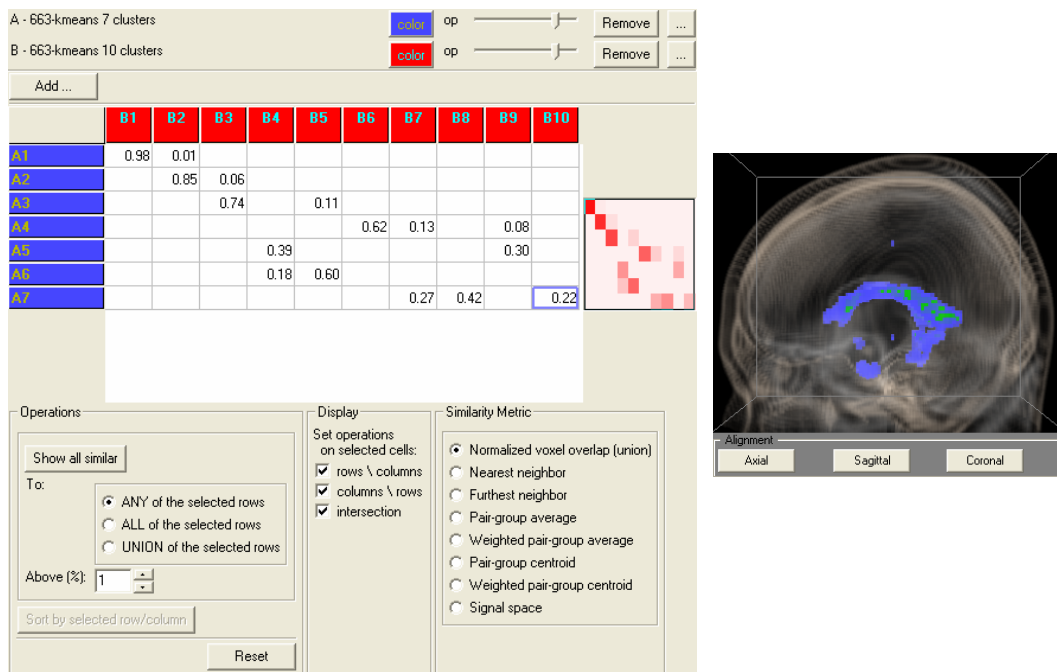 A - 663-kmeans 7 clusters color op Remove ...
B - 663-kmeans 10 clusters color op Remove ...
Add ...
B1 B2 B3 B4 B5 B6 B7 B8 B9 B10
A1 0.98 0.01
A2 0.85 0.06
A3 0.74 0.11
A4 0.62 0.13 0.08
A5 0.39 0.30
A6 0.18 0.60
A7 0.27 0.42 0.22
Operations
Show all similar
To:
ANY of the selected rows
ALL of the selected rows
UNION of the selected rows
Above (%): 1
Sort by selected row/column
Reset
Display
Set operations
on selected cells:
rows \ columns
columns \ rows
intersection
Similarity Metric
Normalized voxel overlap (union)
Nearest neighbor
Furthest neighbor
Pair-group average
Weighted pair-group average
Pair-group centroid
Weighted pair-group centroid
Signal space
Alignment
Axial Sagittal Coronal